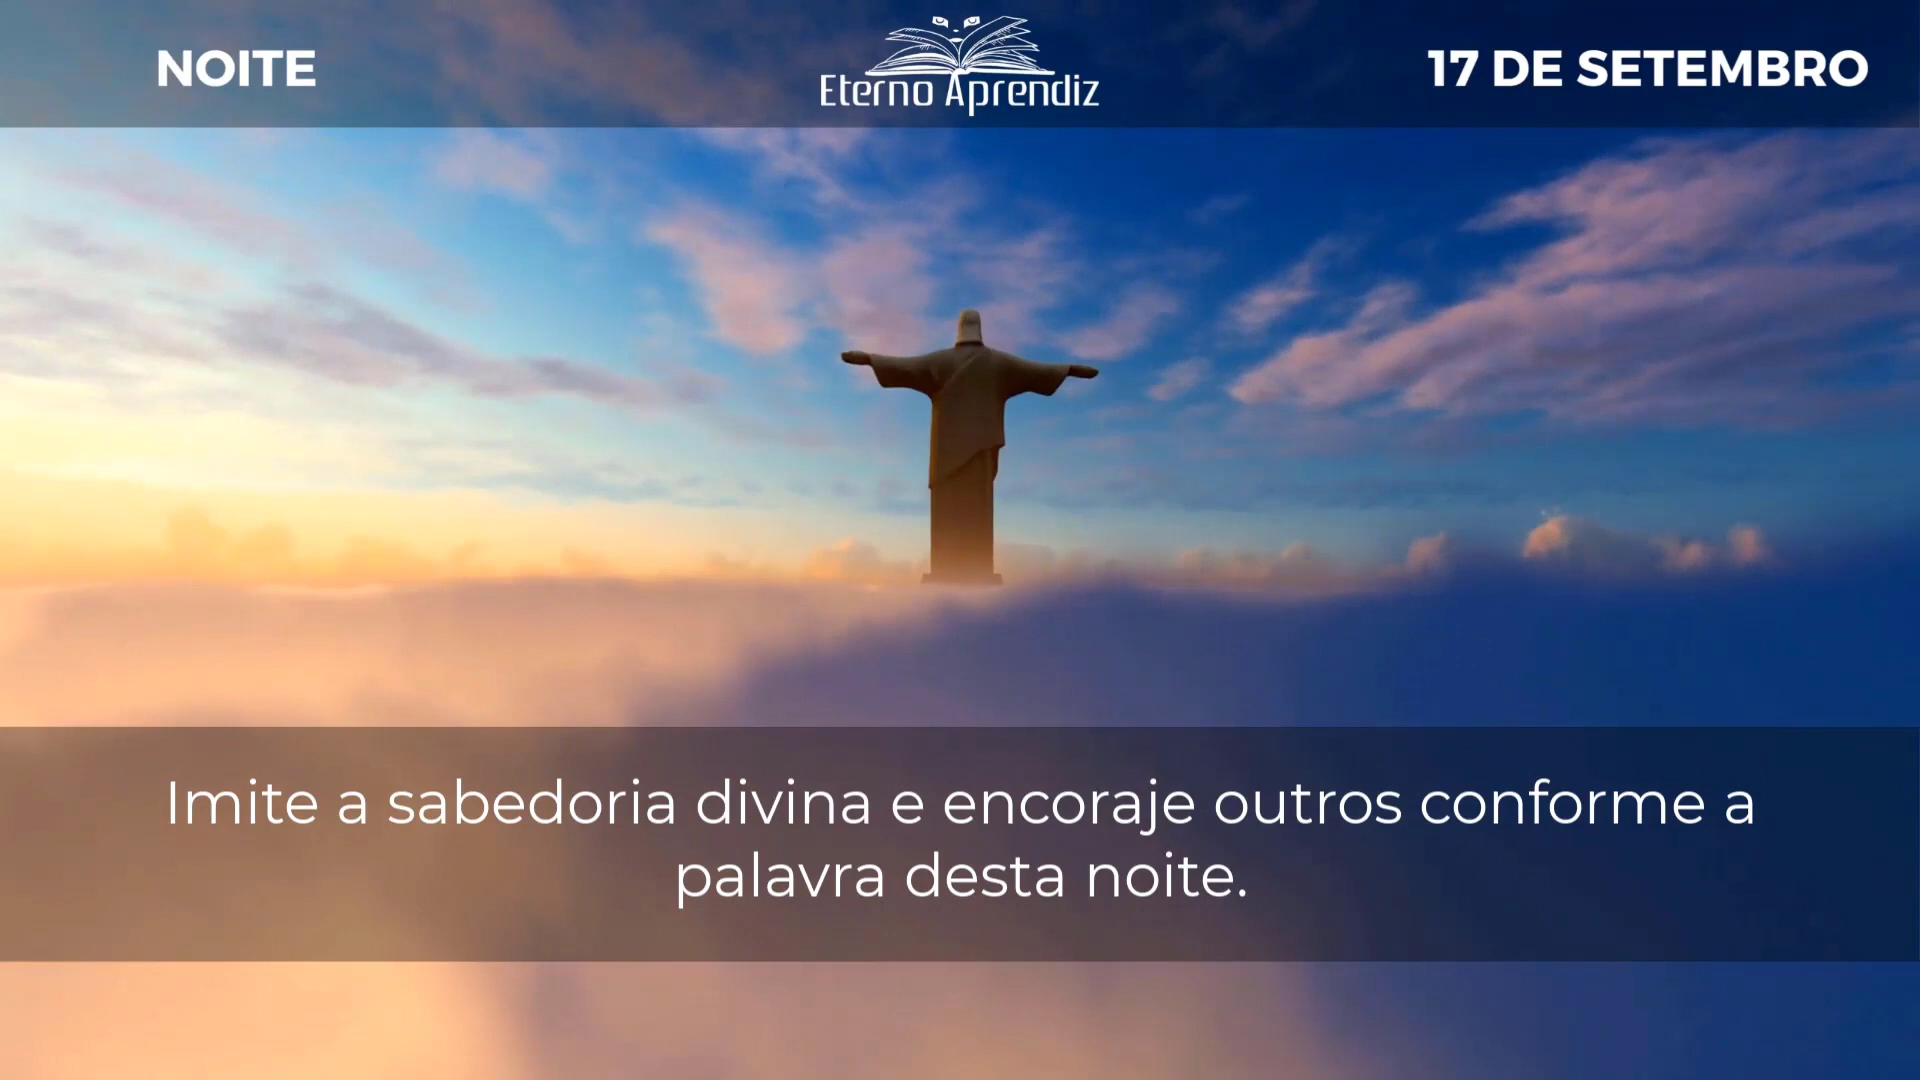 NOITE
Eterno Aprendiz
17 DE SETEMBRO
Imite a sabedoria divina e encoraje outros conforme a
palavra desta noite.